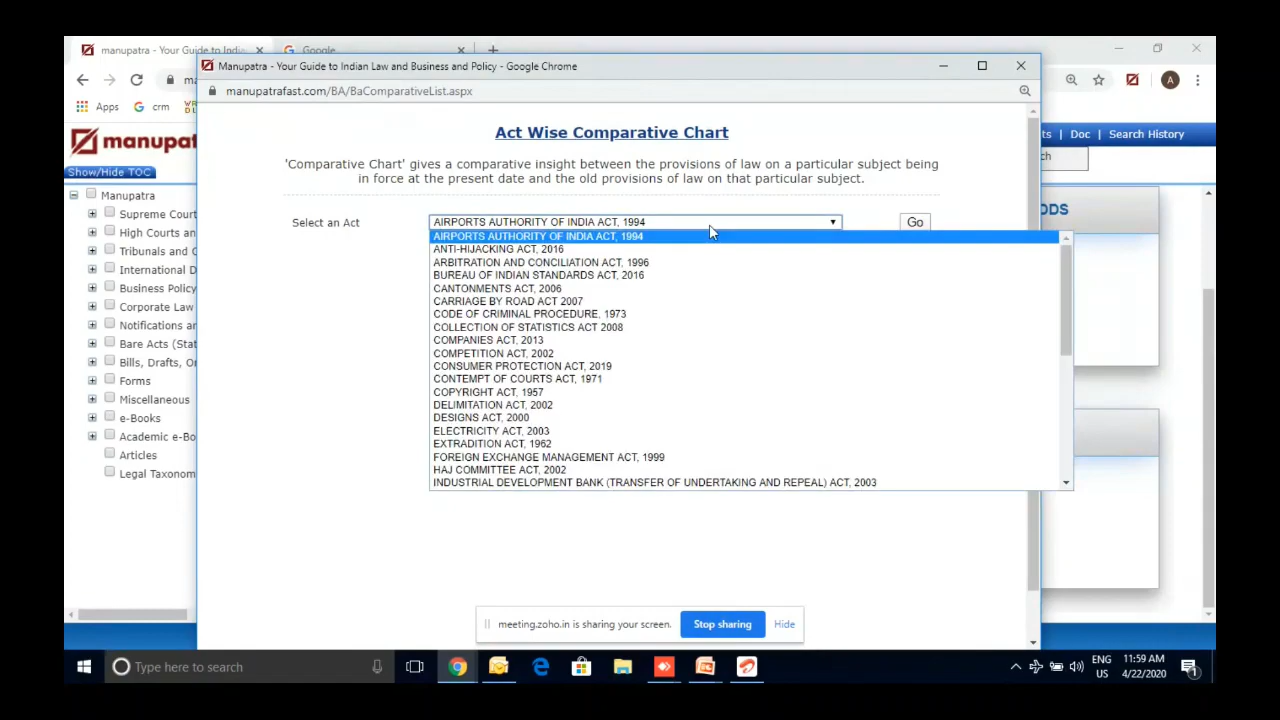 manupatra - Your Guide to India
Google
Manupatra - Your Guide to Indian Law and Business and Policy - Google Chrome
manupatrafast.com/BA/BaComparativeList.aspx
ma
A
Apps
crm
manupat
ts | Doc | Search History
ch
Show/Hide TOC
Act Wise Comparative Chart
'Comparative Chart' gives a comparative insight between the provisions of law on a particular subject being
in force at the present date and the old provisions of law on that particular subject.
Select an Act
AIRPORTS AUTHORITY OF INDIA ACT, 1994
Go
AIRPORTS AUTHORITY OF INDIA ACT, 1994
ANTI-HIJACKING ACT, 2016
ARBITRATION AND CONCILIATION ACT, 1996
BUREAU OF INDIAN STANDARDS ACT, 2016
CANTONMENTS ACT, 2006
CARRIAGE BY ROAD ACT 2007
CODE OF CRIMINAL PROCEDURE, 1973
COLLECTION OF STATISTICS ACT 2008
COMPANIES ACT, 2013
COMPETITION ACT, 2002
CONSUMER PROTECTION ACT, 2019
CONTEMPT OF COURTS ACT, 1971
COPYRIGHT ACT, 1957
DELIMITATION ACT, 2002
DESIGNS ACT, 2000
ELECTRICITY ACT, 2003
EXTRADITION ACT, 1962
FOREIGN EXCHANGE MANAGEMENT ACT, 1999
HAJ COMMITTEE ACT, 2002
INDUSTRIAL DEVELOPMENT BANK (TRANSFER OF UNDERTAKING AND REPEAL) ACT, 2003
Manupatra
Supreme Court
High Courts an
Tribunals and C
International D
Business Policy
Corporate Law
Notifications an
Bare Acts (Stat
Bills, Drafts, Or
Forms
Miscellaneous
e-Books
Academic e-Bo
Articles
Legal Taxonom
ODS
meeting.zoho.in is sharing your screen.
Stop sharing
Hide
Type here to search
ENG
US
11:59 AM
4/22/2020
1